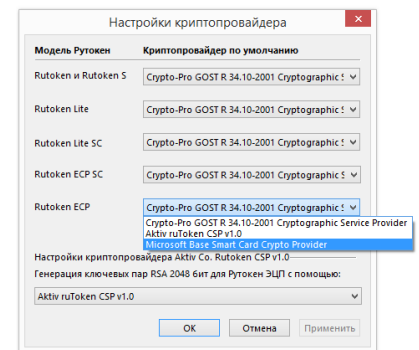 Настройки криптопровайдера
Модель Рутокен Криптопровайдер по умолчанию
Rutoken и Rutoken S Crypto-Pro GOST R 34.10-2001 Cryptographic S
Rutoken Lite Crypto-Pro GOST R 34.10-2001 Cryptographic S
Rutoken Lite SC Crypto-Pro GOST R 34.10-2001 Cryptographic S
Rutoken ECP SC Crypto-Pro GOST R 34.10-2001 Cryptographic S
Rutoken ECP Crypto-Pro GOST R 34.10-2001 Cryptographic S
Crypto-Pro GOST R 34.10-2001 Cryptographic Service Provider
Aktiv ruToken CSP v1.0
Microsoft Base Smart Card Crypto Provider
Настройки криптопровайдера Aktiv Co. Rutoken CSP v1.0
Генерация ключевых пар RSA 2048 бит для Рутокен ЭЦП с помощью:
Aktiv ruToken CSP v1.0
OK Отмена Применить